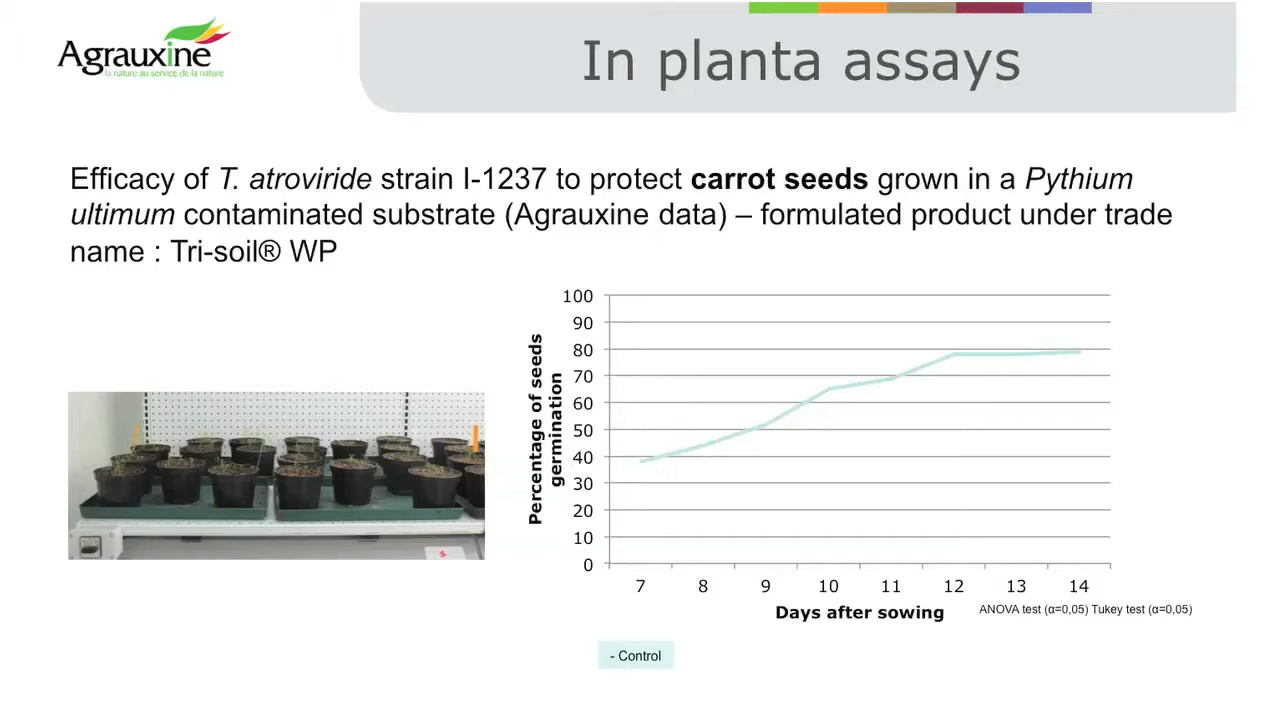 Agrauxine
la nature au service de la nature
In planta assays
Efficacy of T. atroviride strain I-1237 to protect carrot seeds grown in a Pythium
ultimum contaminated substrate (Agrauxine data) – formulated product under trade
name : Tri-soil® WP
Percentage of seeds
germination
100
90
80
70
60
50
40
30
20
10
0
7 8 9 10 11 12 13 14
Days after sowing
ANOVA test (α=0,05) Tukey test (α=0,05)
- Control